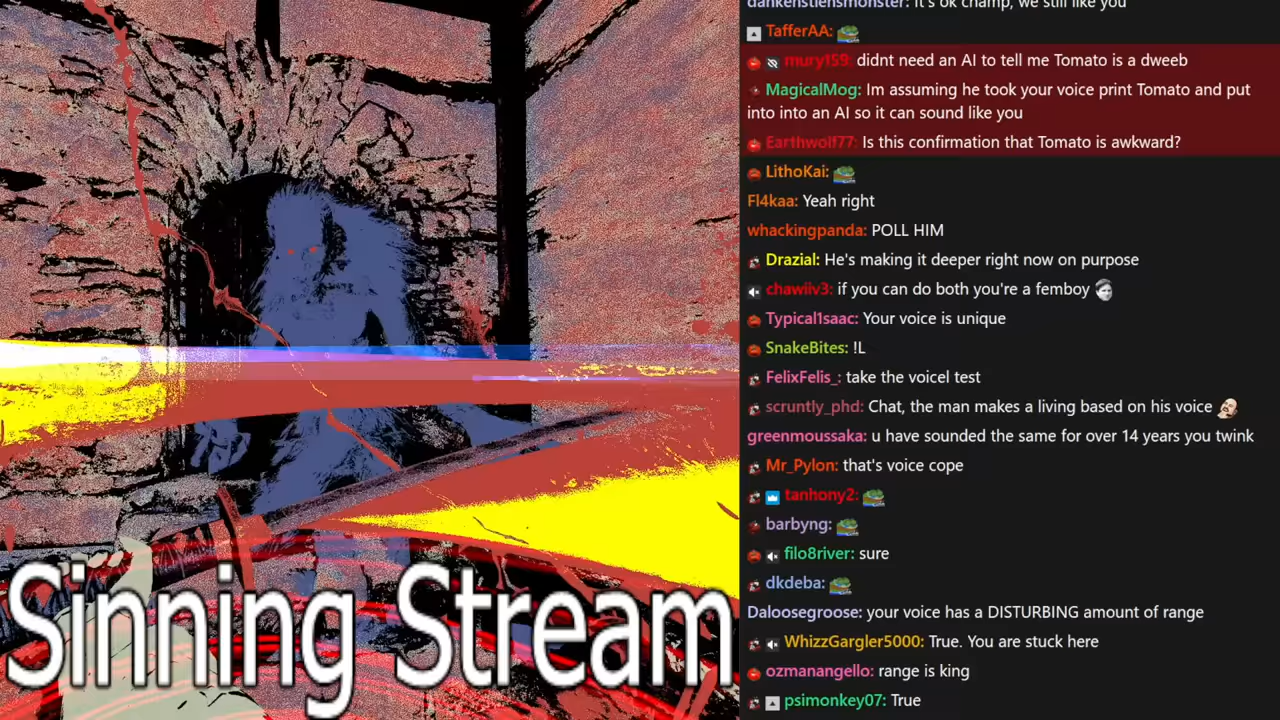 dankenstiensmonster: It's ok champ, we still like you
TafferAA:
mury159: didnt need an AI to tell me Tomato is a dweeb
MagicalMog: Im assuming he took your voice print Tomato and put
into into an AI so it can sound like you
Earthwolf77: Is this confirmation that Tomato is awkward?
LithoKai:
Fl4kaa: Yeah right
whackingpanda: POLL HIM
Drazial: He's making it deeper right now on purpose
chawiiv3: if you can do both you're a femboy
Typical1saac: Your voice is unique
SnakeBites: !L
FelixFelis_: take the voicel test
scruntly_phd: Chat, the man makes a living based on his voice
greenmoussaka: u have sounded the same for over 14 years you twink
Mr_Pylon: that's voice cope
tanhony2:
barbyng:
filo8river: sure
dkdeba:
Daloosegroose: your voice has a DISTURBING amount of range
WhizzGargler5000: True. You are stuck here
ozmanangello: range is king
psimonkey07: True
Sinning Stream